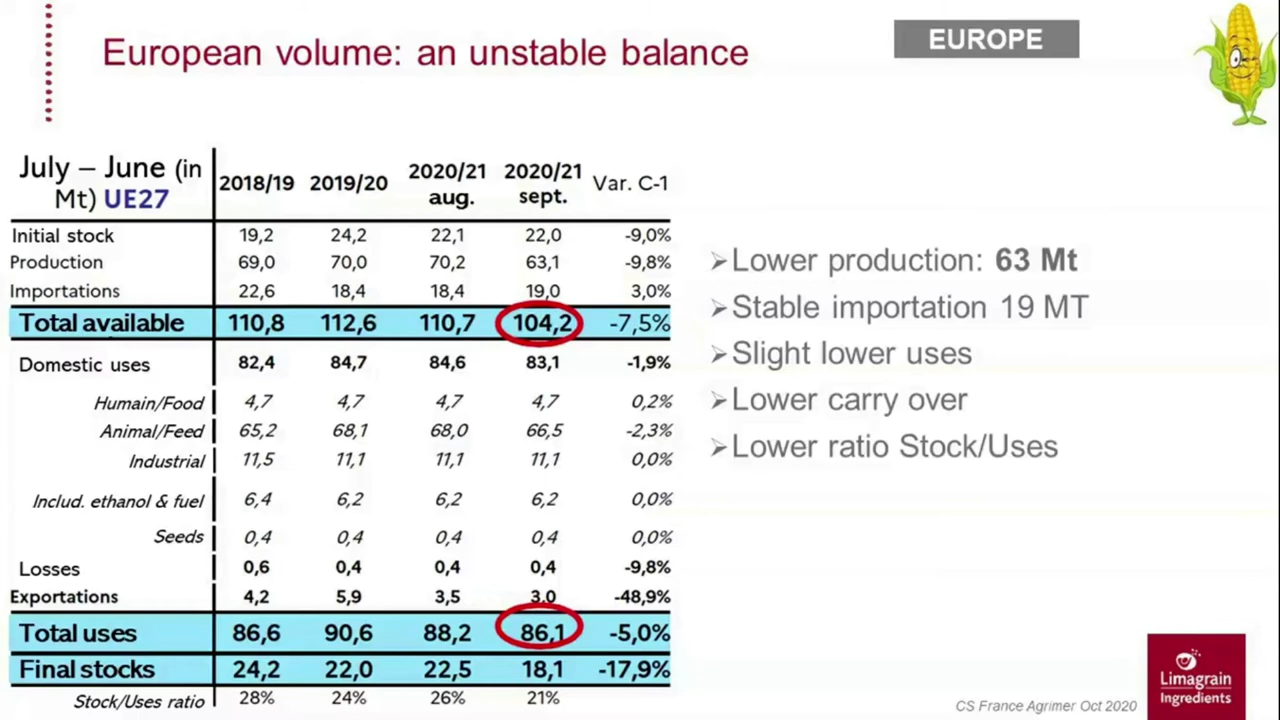 European volume: an unstable balance
EUROPE
July – June (in Mt) UE27 2018/19 2019/20 2020/21 aug. 2020/21 sept. Var. C-1
Initial stock 19,2 24,2 22,1 22,0 -9,0%
Production 69,0 70,0 70,2 63,1 -9,8%
Importations 22,6 18,4 18,4 19,0 3,0%
Total available 110,8 112,6 110,7 104,2 -7,5%
Domestic uses 82,4 84,7 84,6 83,1 -1,9%
Humain/Food 4,7 4,7 4,7 4,7 0,2%
Animal/Feed 65,2 68,1 68,0 66,5 -2,3%
Industrial 11,5 11,1 11,1 11,1 0,0%
Includ. ethanol & fuel 6,4 6,2 6,2 6,2 0,0%
Seeds 0,4 0,4 0,4 0,4 0,0%
Losses 0,6 0,4 0,4 0,4 -9,8%
Exportations 4,2 5,9 3,5 3,0 -48,9%
Total uses 86,6 90,6 88,2 86,1 -5,0%
Final stocks 24,2 22,0 22,5 18,1 -17,9%
Stock/Uses ratio 28% 24% 26% 21%
➢Lower production: 63 Mt
➢Stable importation 19 MT
➢Slight lower uses
➢Lower carry over
➢Lower ratio Stock/Uses
CS France Agrimer Oct 2020
Limagrain
Ingredients